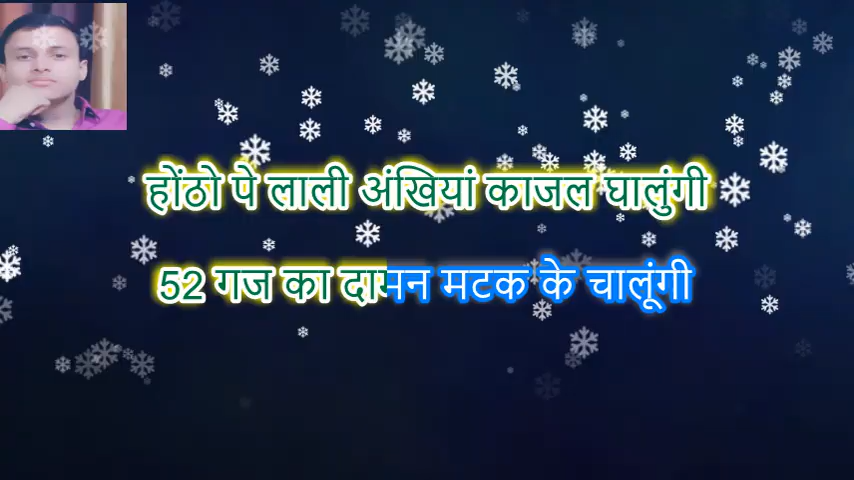 होंठो पे लाली अंखियां काजल घालुंगी
52 गज का दामन मटक के चालूंगी